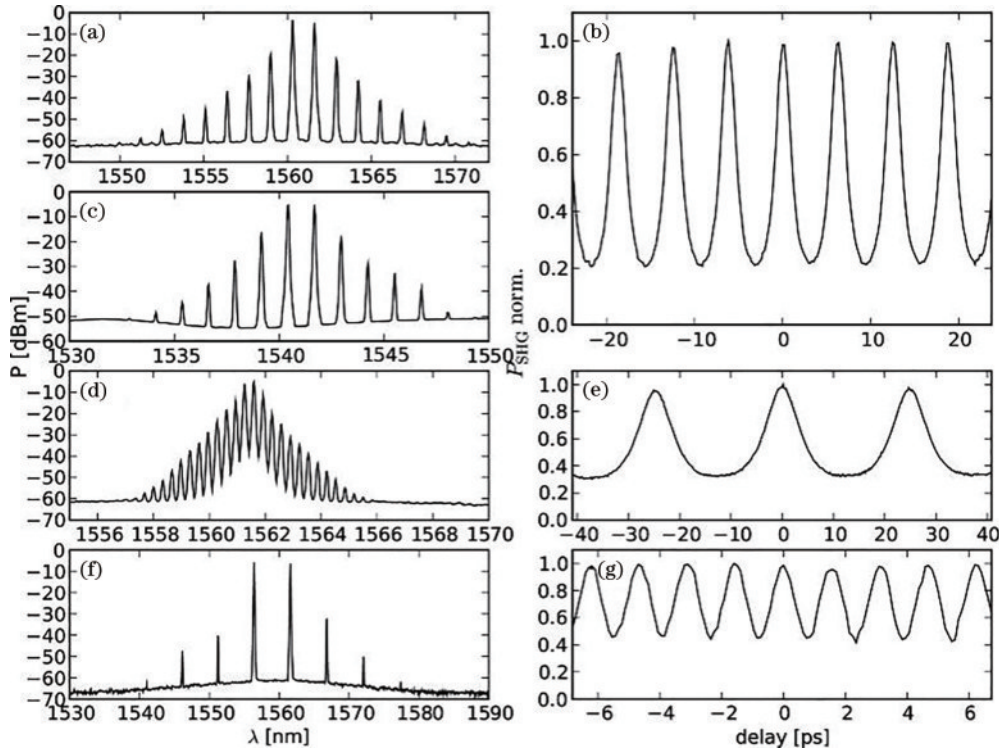 (a)
0
−10
−20
−30
−40
−50
−60
−70
1550 1555 1560 1565 1570
(b)
1.0
0.8
0.6
0.4
0.2
0.0
−20 −10 0 10 20
(c)
0
−10
−20
−30
−40
−50
−60
1530 1535 1540 1545 1550
P [dBm]
P_SHG norm.
(d)
0
−10
−20
−30
−40
−50
−60
−70
1556 1558 1560 1562 1564 1566 1568 1570
(e)
1.0
0.8
0.6
0.4
1.0
0.0
−40 −30 −20 −10 0 10 20 30 40
(f)
0
−10
−20
−30
−40
−50
−60
−70
1530 1540 1550 1560 1570 1580 1590
λ [nm]
(g)
1.0
0.8
0.6
0.4
0.2
0.0
−6 −4 −2 0 2 4 6
delay [ps]